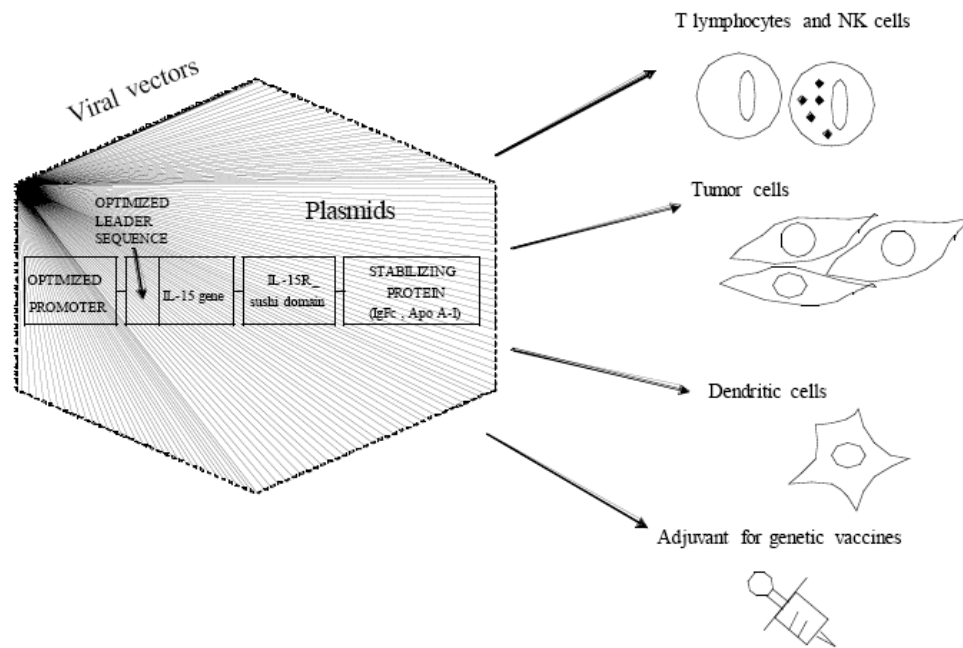 T lymphocytes and NK cells
Viral vectors
Tumor cells
OPTIMIZED
LEADER
SEQUENCE
Plasmids
OPTIMIZED
PROMOTER
IL-15 gene
IL-15R_
sushi domain
STABILIZING
PROTEIN
(IgFc , Apo A-I)
Dendritic cells
Adjuvant for genetic vaccines